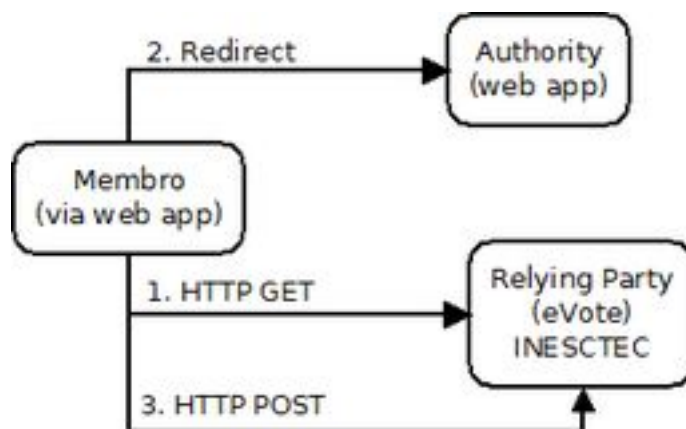 2. Redirect
Authority
(web app)
Membro
(via web app)
1. HTTP GET
Relying Party
(eVote)
INESCTEC
3. HTTP POST